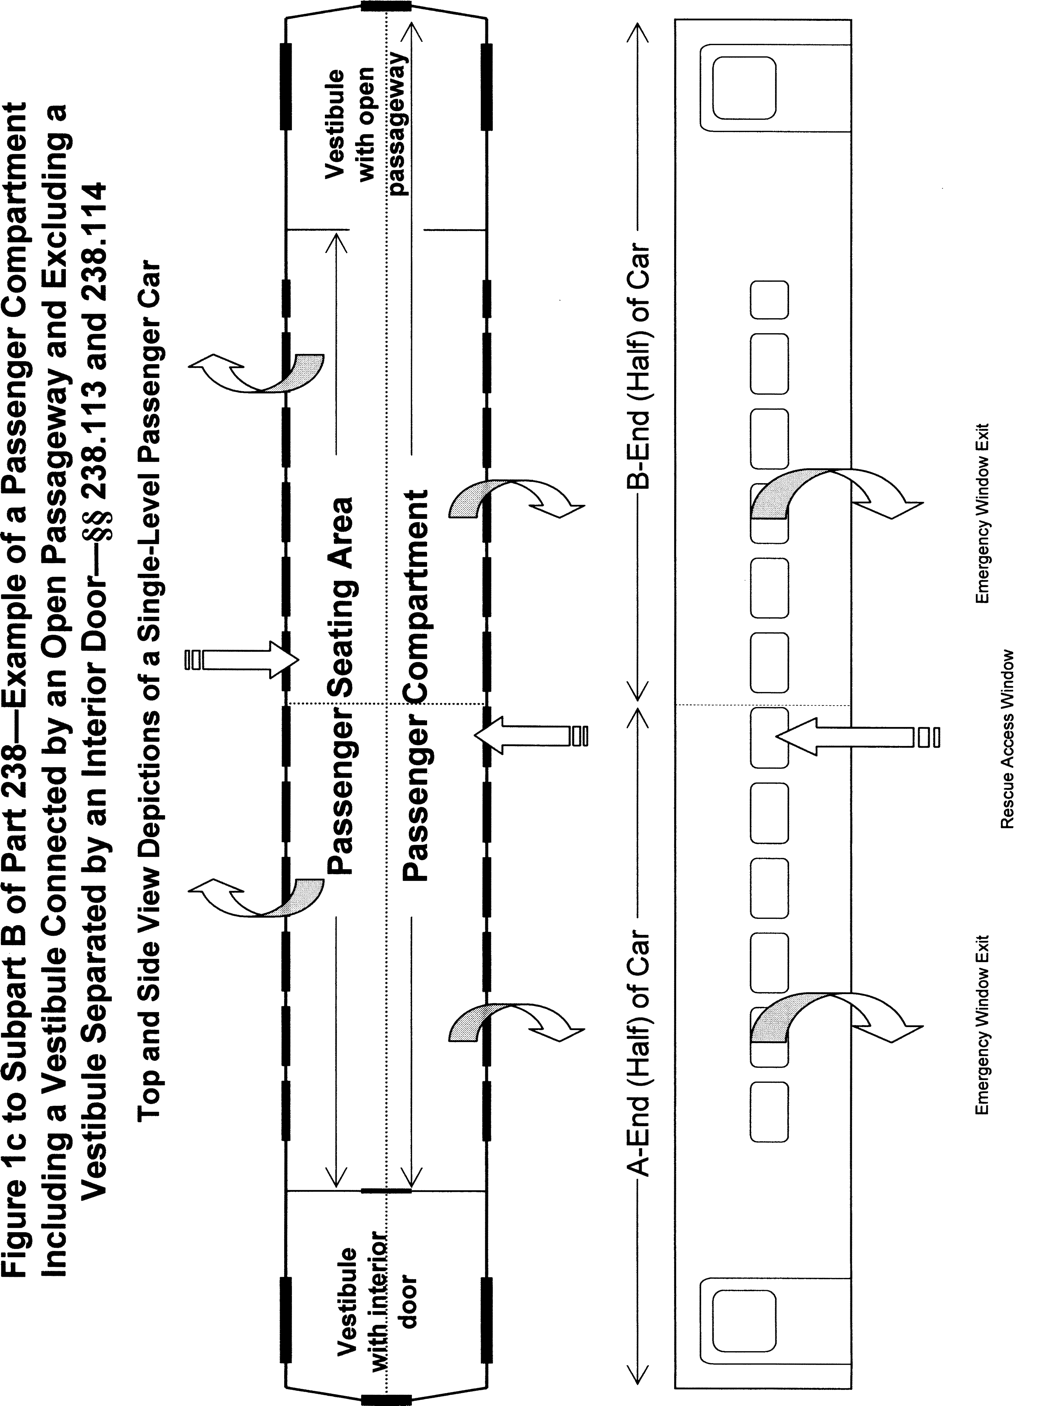 Figure 1c to Subpart B of Part 238—Example of a Passenger Compartment
Including a Vestibule Connected by an Open Passageway and Excluding a
Vestibule Separated by an Interior Door—§§ 238.113 and 238.114
Top and Side View Depictions of a Single-Level Passenger Car
Vestibule
with interior
door
Passenger Seating Area
Passenger Compartment
Vestibule
with open
passageway
A-End (Half) of Car
B-End (Half) of Car
Emergency Window Exit
Emergency Window Exit
Rescue Access Window